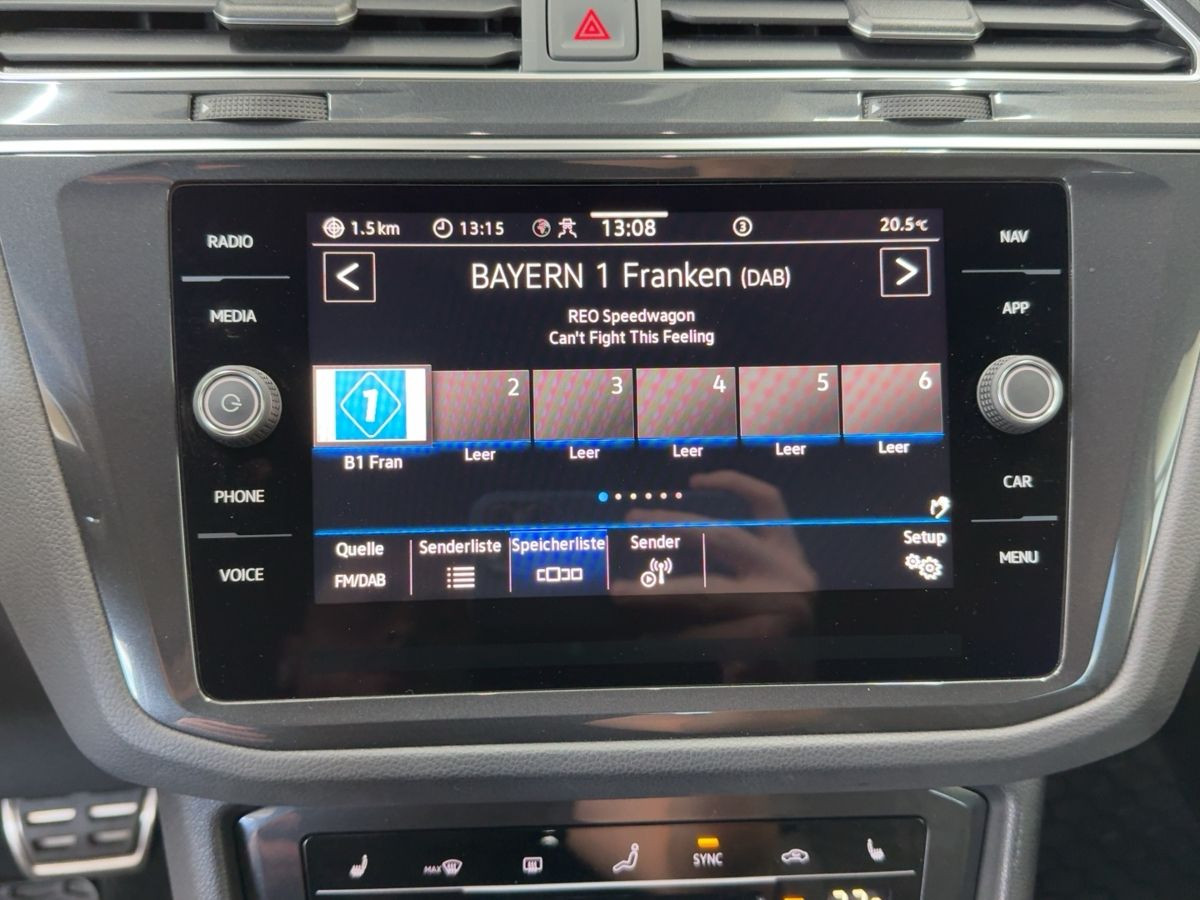 RADIO
MEDIA
PHONE
VOICE
1.5 km
13:15
13:08
3
20.5°C
<
BAYERN 1 Franken (DAB)
>
REO Speedwagon
Can't Fight This Feeling
1
2
3
4
5
6
B1 Fran
Leer
Leer
Leer
Leer
Leer
Quelle
FM/DAB
Senderliste
Speicherliste
Sender
Setup
NAV
APP
CAR
MENU
MAX
SYNC